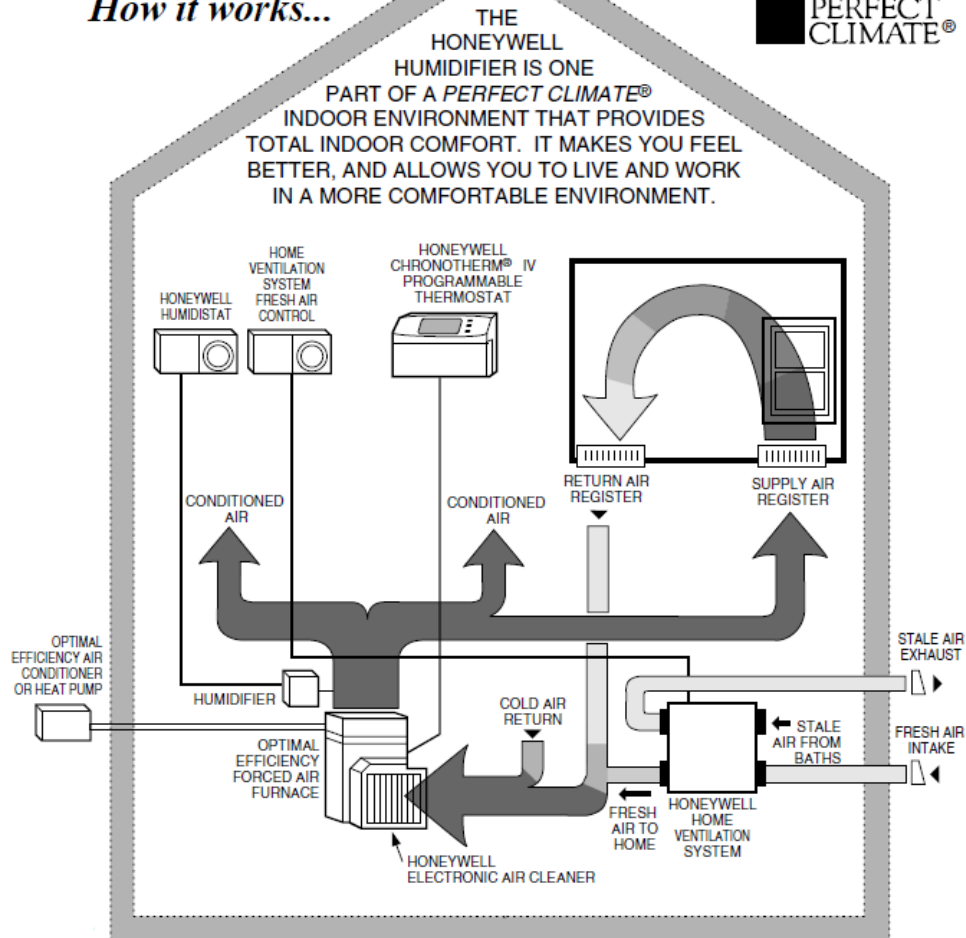 How it works...
PERFECT
CLIMATE®
THE
HONEYWELL
HUMIDIFIER IS ONE
PART OF A PERFECT CLIMATE®
INDOOR ENVIRONMENT THAT PROVIDES
TOTAL INDOOR COMFORT. IT MAKES YOU FEEL
BETTER, AND ALLOWS YOU TO LIVE AND WORK
IN A MORE COMFORTABLE ENVIRONMENT.
HONEYWELL
HUMIDISTAT
HOME
VENTILATION
SYSTEM
FRESH AIR
CONTROL
HONEYWELL
CHRONOTHERM® IV
PROGRAMMABLE
THERMOSTAT
RETURN AIR
REGISTER
SUPPLY AIR
REGISTER
CONDITIONED
AIR
CONDITIONED
AIR
OPTIMAL
EFFICIENCY AIR
CONDITIONER
OR HEAT PUMP
HUMIDIFIER
OPTIMAL
EFFICIENCY
FORCED AIR
FURNACE
COLD AIR
RETURN
STALE AIR
EXHAUST
STALE
AIR FROM
BATHS
FRESH AIR
INTAKE
FRESH
AIR TO
HOME
HONEYWELL
HOME
VENTILATION
SYSTEM
HONEYWELL
ELECTRONIC AIR CLEANER